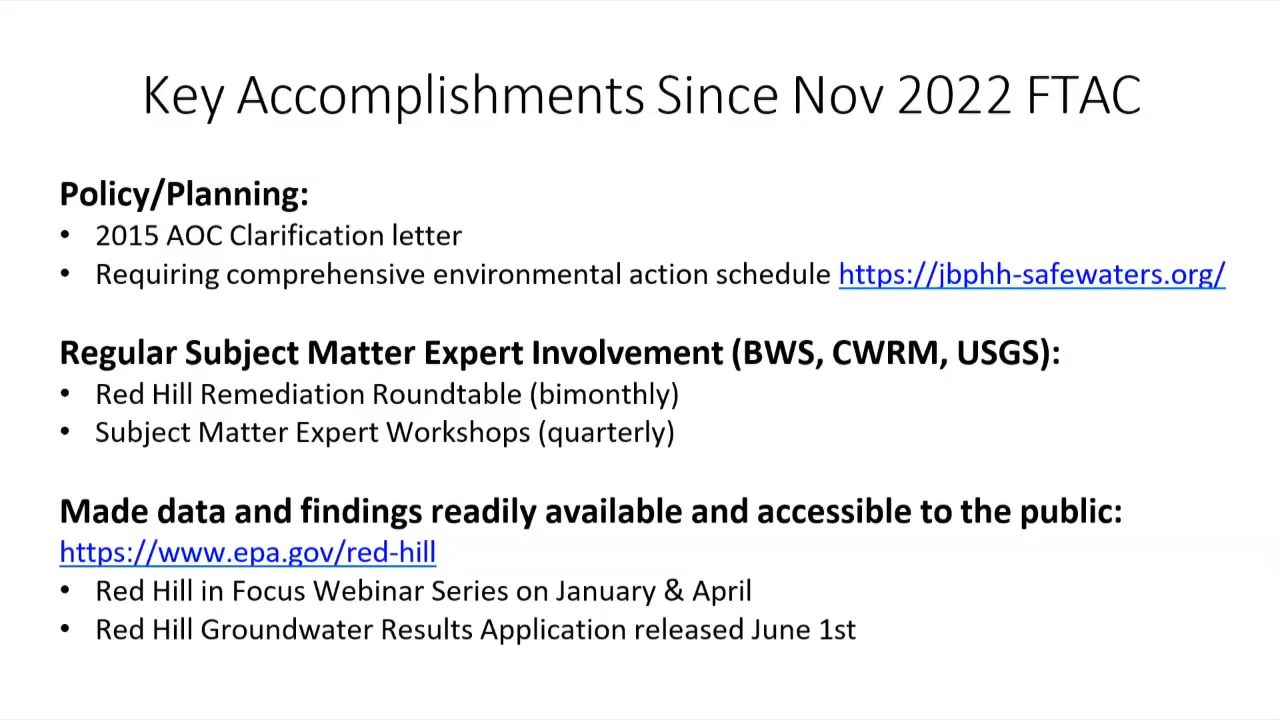 Key Accomplishments Since Nov 2022 FTAC
Policy/Planning:
• 2015 AOC Clarification letter
• Requiring comprehensive environmental action schedule https://jbphh-safewaters.org/
Regular Subject Matter Expert Involvement (BWS, CWRM, USGS):
• Red Hill Remediation Roundtable (bimonthly)
• Subject Matter Expert Workshops (quarterly)
Made data and findings readily available and accessible to the public:
https://www.epa.gov/red-hill
• Red Hill in Focus Webinar Series on January & April
• Red Hill Groundwater Results Application released June 1st